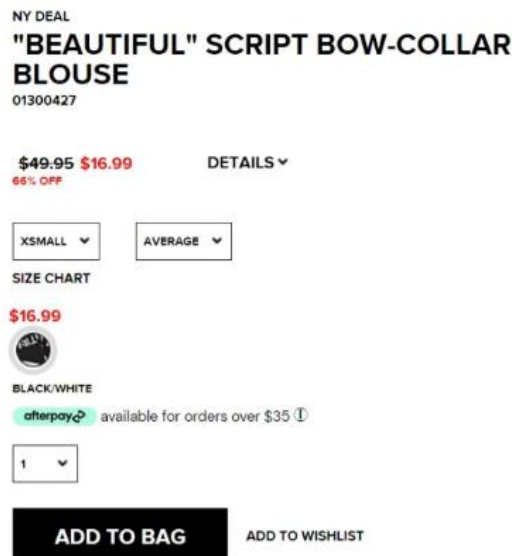 NY DEAL
"BEAUTIFUL" SCRIPT BOW-COLLAR
BLOUSE
01300427
$49.95 $16.99 DETAILS
66% OFF
XSMALL AVERAGE
SIZE CHART
$16.99
BLACK/WHITE
afterpay available for orders over $35
1
ADD TO BAG ADD TO WISHLIST